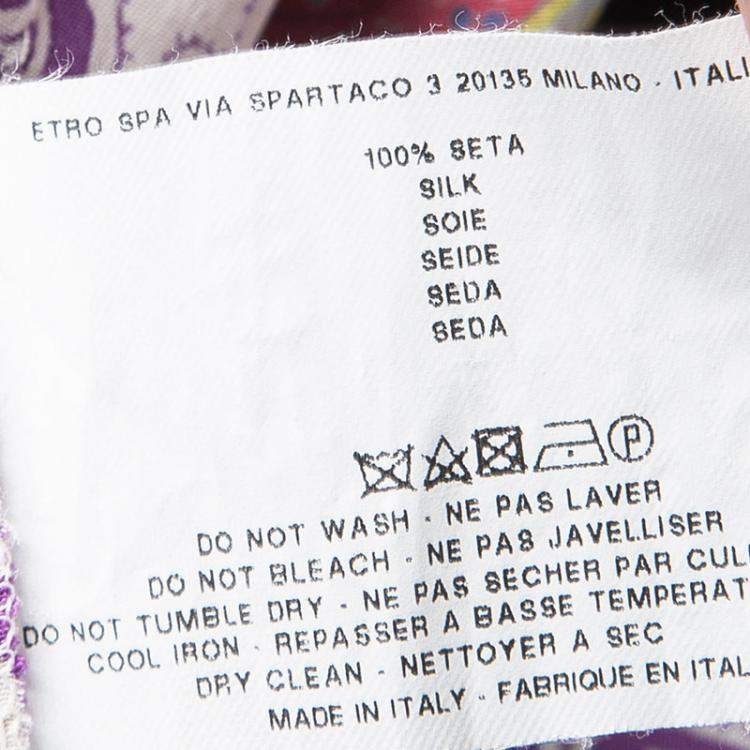 ETRO SPA VIA SPARTACO 3 20135 MILANO - ITALI
100% SETA
SILK
SOIE
SEIDE
SEDA
SEDA
P
DO NOT WASH - NE PAS LAVER
DO NOT BLEACH - NE PAS JAVELLISER
DO NOT TUMBLE DRY - NE PAS SECHER PAR CUL
COOL IRON - REPASSER A BASSE TEMPERAT
DRY CLEAN - NETTOYER A SEC
MADE IN ITALY - FABRIQUE EN ITAL